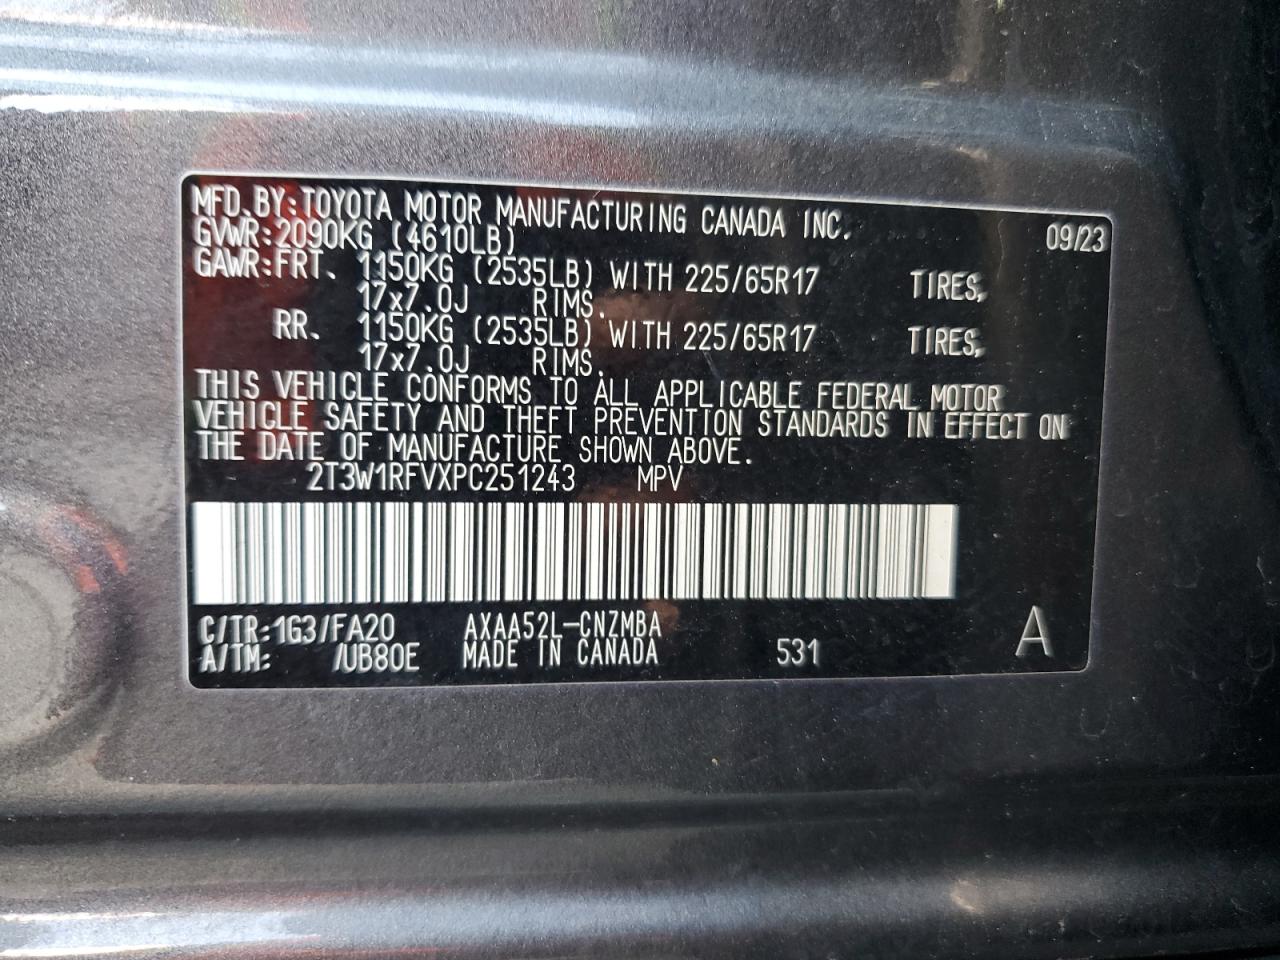 MFD.BY:TOYOTA MOTOR MANUFACTURING CANADA INC.
GVWR:2090KG (4610LB) 09/23
GAWR:FRT. 1150KG (2535LB) WITH 225/65R17 TIRES,
17x7.0J RIMS.
RR. 1150KG (2535LB) WITH 225/65R17 TIRES,
17x7.0J RIMS.
THIS VEHICLE CONFORMS TO ALL APPLICABLE FEDERAL MOTOR
VEHICLE SAFETY AND THEFT PREVENTION STANDARDS IN EFFECT ON
THE DATE OF MANUFACTURE SHOWN ABOVE.
2T3W1RFVXPC251243 MPV
C/TR:1G3/FA20 AXAA52L-CNZMBA
A/TM: /UB80E MADE IN CANADA 531 A